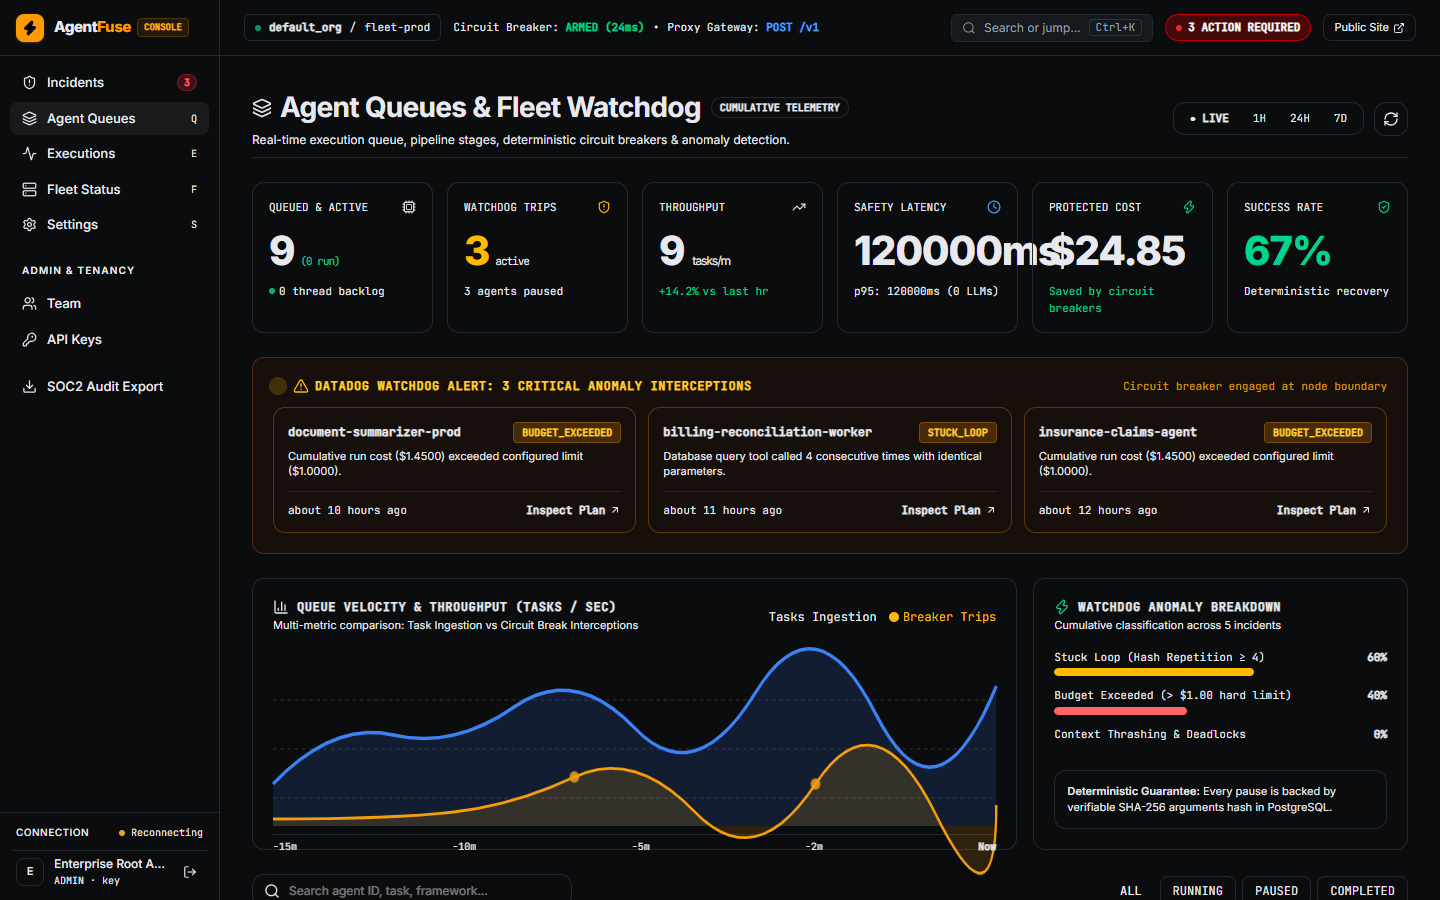 AgentFuse CONSOLE
default_org / fleet-prod
Circuit Breaker: ARMED (24ms) • Proxy Gateway: POST /v1
Search or jump... Ctrl+K
3 ACTION REQUIRED
Public Site
Incidents 3
Agent Queues Q
Executions E
Fleet Status F
Settings S
ADMIN & TENANCY
Team
API Keys
SOC2 Audit Export
CONNECTION Reconnecting
E Enterprise Root A...
ADMIN · key
Agent Queues & Fleet Watchdog CUMULATIVE TELEMETRY
Real-time execution queue, pipeline stages, deterministic circuit breakers & anomaly detection.
LIVE 1H 24H 7D
QUEUED & ACTIVE
9 (0 run)
0 thread backlog
WATCHDOG TRIPS
3 active
3 agents paused
THROUGHPUT
9 tasks/m
+14.2% vs last hr
SAFETY LATENCY
120000ms
p95: 120000ms (0 LLMs)
PROTECTED COST
$24.85
Saved by circuit
breakers
SUCCESS RATE
67%
Deterministic recovery
DATADOG WATCHDOG ALERT: 3 CRITICAL ANOMALY INTERCEPTIONS
Circuit breaker engaged at node boundary
document-summarizer-prod BUDGET_EXCEEDED
Cumulative run cost ($1.4500) exceeded configured limit
($1.0000).
about 10 hours ago Inspect Plan
billing-reconciliation-worker STUCK_LOOP
Database query tool called 4 consecutive times with identical
parameters.
about 11 hours ago Inspect Plan
insurance-claims-agent BUDGET_EXCEEDED
Cumulative run cost ($1.4500) exceeded configured limit
($1.0000).
about 12 hours ago Inspect Plan
QUEUE VELOCITY & THROUGHPUT (TASKS / SEC)
Multi-metric comparison: Task Ingestion vs Circuit Break Interceptions
Tasks Ingestion Breaker Trips
-15m -10m -5m -2m Now
WATCHDOG ANOMALY BREAKDOWN
Cumulative classification across 5 incidents
Stuck Loop (Hash Repetition ≥ 4) 60%
Budget Exceeded (> $1.00 hard limit) 40%
Context Thrashing & Deadlocks 0%
Deterministic Guarantee: Every pause is backed by
verifiable SHA-256 arguments hash in PostgreSQL.
Search agent ID, task, framework...
ALL RUNNING PAUSED COMPLETED